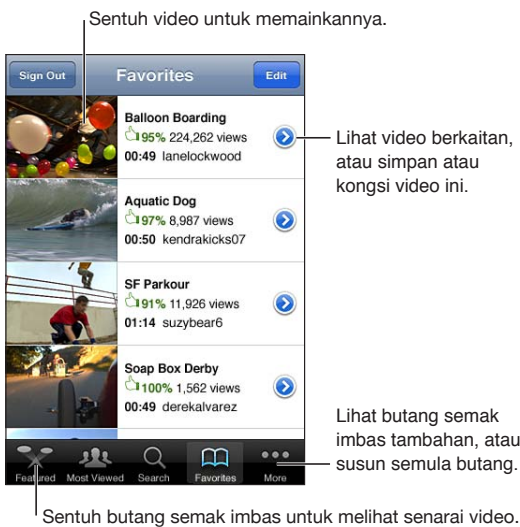 Sentuh video untuk memainkannya.
Sign Out Favorites Edit
Balloon Boarding
95% 224,262 views
00:49 lanelockwood
Lihat video berkaitan,
atau simpan atau
kongsi video ini.
Aquatic Dog
97% 8,987 views
00:50 kendrakicks07
SF Parkour
91% 11,926 views
01:14 suzybear6
Soap Box Derby
100% 1,562 views
00:49 derekalvarez
Lihat butang semak
imbas tambahan, atau
susun semula butang.
Featured Most Viewed Search Favorites More
Sentuh butang semak imbas untuk melihat senarai video.